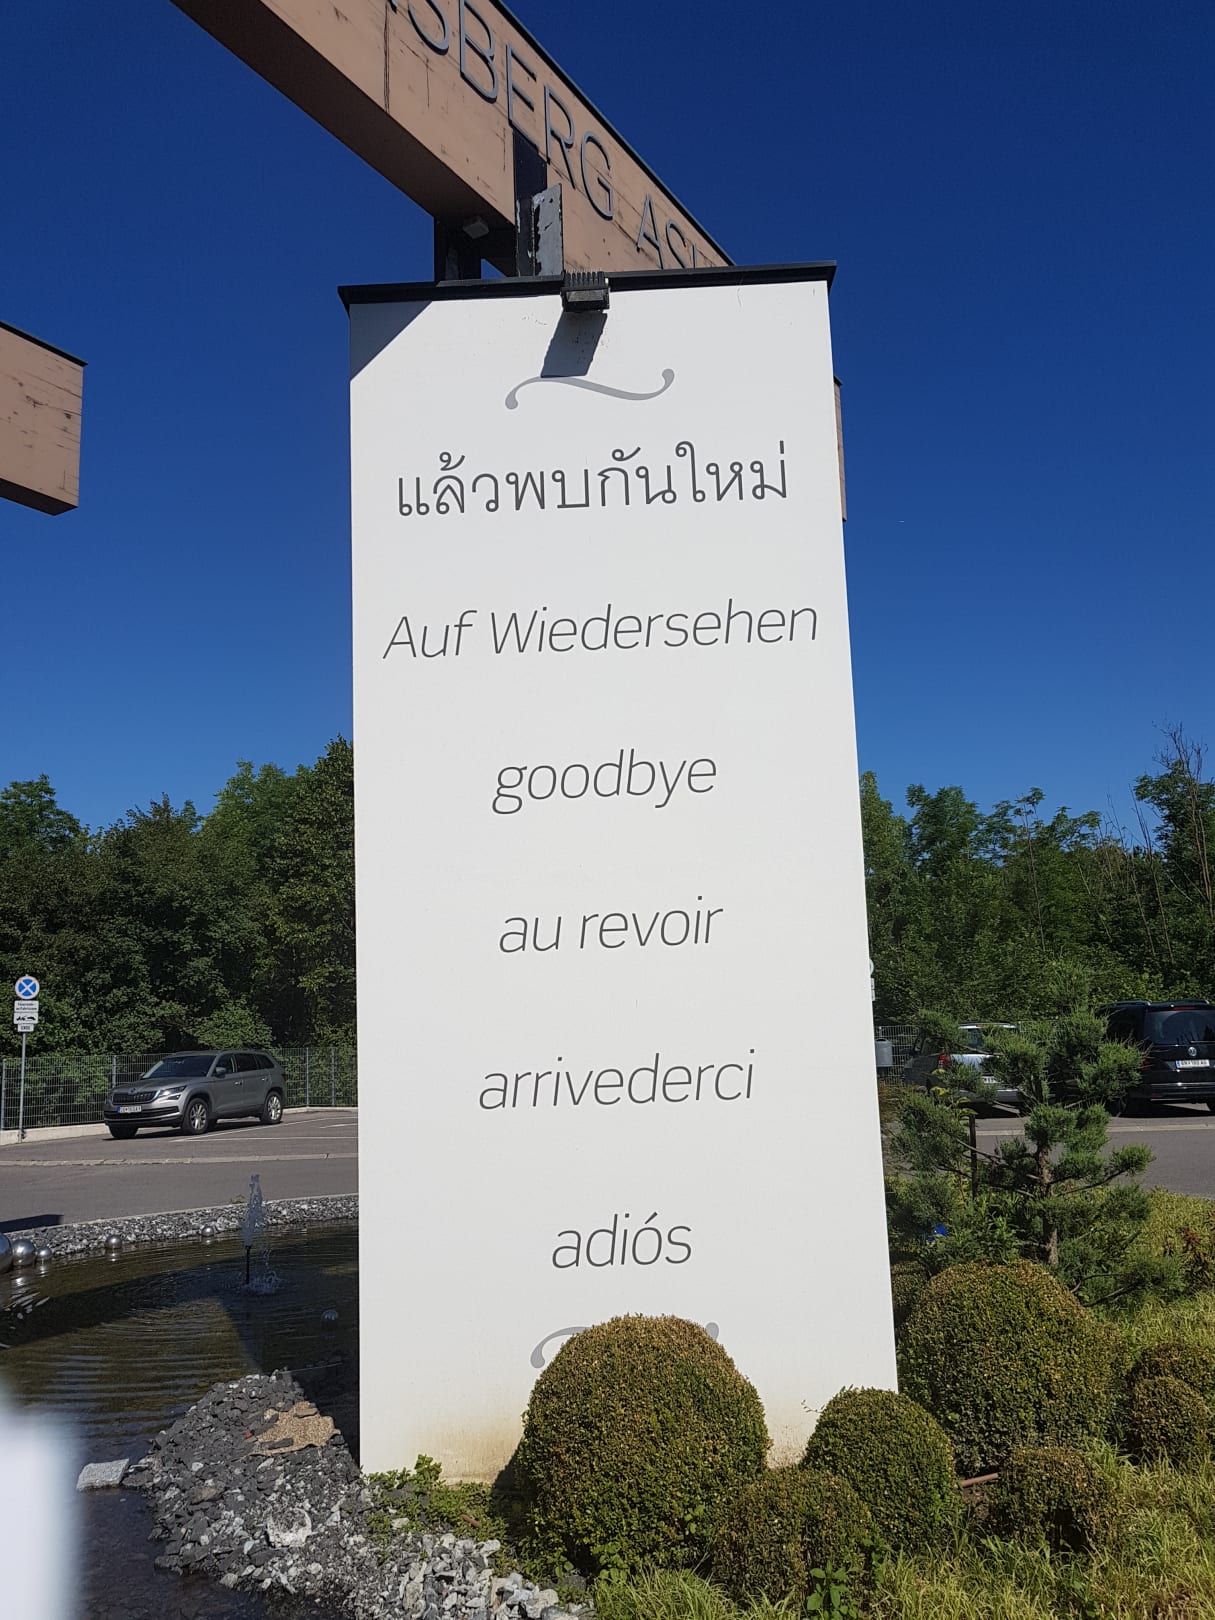 แล้วพบกันใหม่
Auf Wiedersehen
goodbye
au revoir
arrivederci
adiós